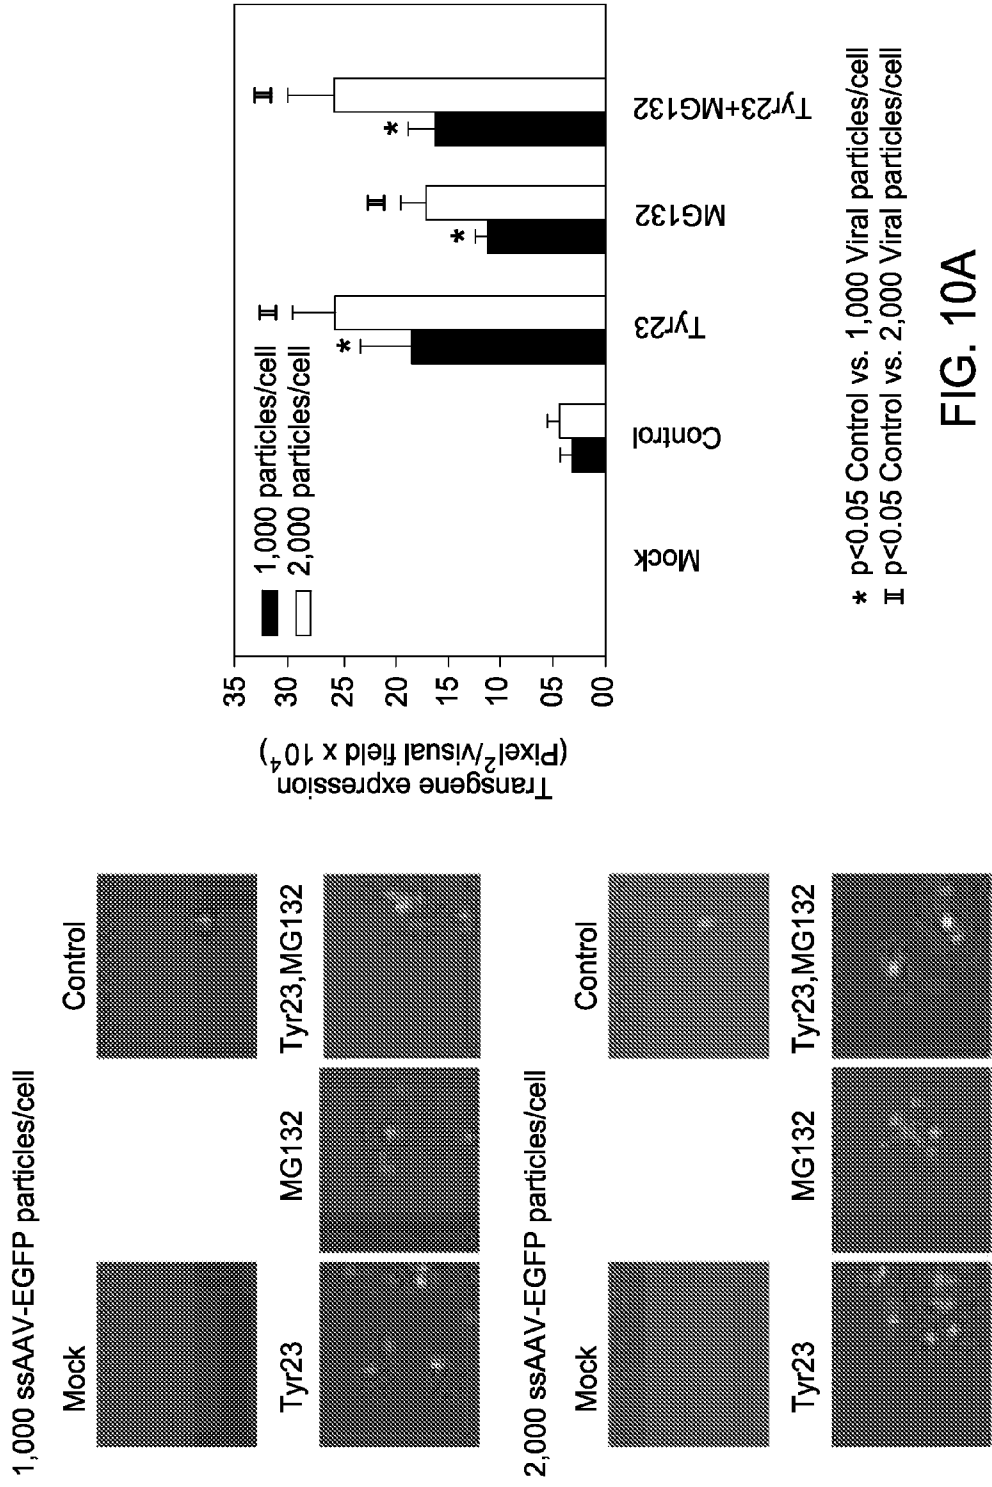 1,000 ssAAV-EGFP particles/cell
Mock
Control
Tyr23
MG132
Tyr23,MG132
2,000 ssAAV-EGFP particles/cell
Mock
Control
Tyr23
MG132
Tyr23,MG132
Transgene expression
(Pixel²/visual field x 10⁴)
35
30
25
20
15
10
05
00
1,000 particles/cell
2,000 particles/cell
*
*
*
Mock
Control
Tyr23
MG132
Tyr23+MG132
* p<0.05 Control vs. 1,000 Viral particles/cell
p<0.05 Control vs. 2,000 Viral particles/cell
FIG. 10A